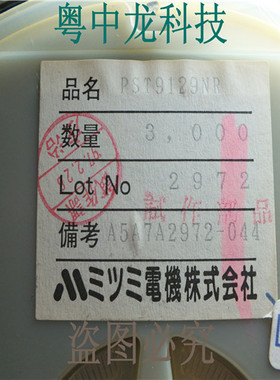 粤中龙科技
品名 PST9129NR
数量 3,000
Lot No 2972
試作部品
備考 A5A7A2972-044
ミツミ電機株式会社
盗图必究